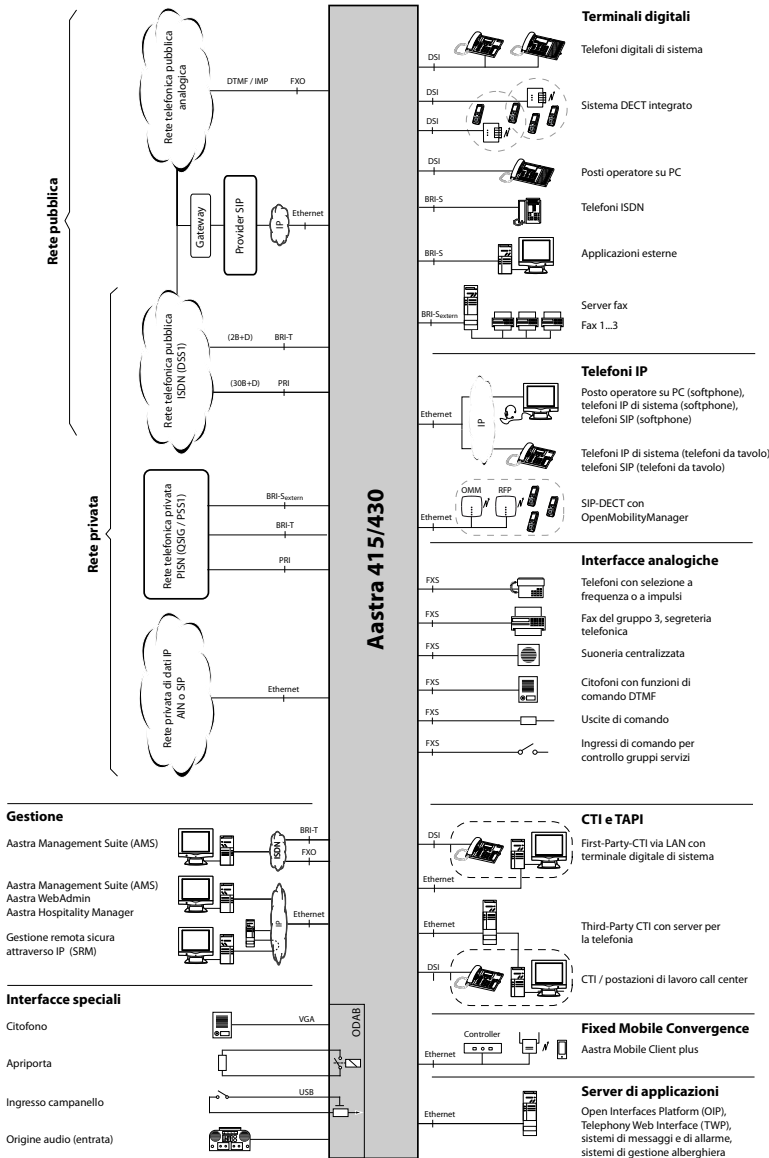 Rete pubblica
Rete privata
Rete telefonica pubblica
analogica
DTMF / IMP
FXO
Gateway
Provider SIP
IP
Ethernet
Rete telefonica pubblica
ISDN (DSS1)
(2B+D)
BRI-T
(30B+D)
PRI
Rete telefonica privata
PISN (QSIG / PSS1)
BRI-Sextern
BRI-T
PRI
Rete privata di dati IP
AIN o SIP
Ethernet
Gestione
Aastra Management Suite (AMS)
ISDN
BRI-T
FXO
Aastra Management Suite (AMS)
Aastra WebAdmin
Aastra Hospitality Manager
IP
Ethernet
Gestione remota sicura
attraverso IP (SRM)
Interfacce speciali
Citofono
VGA
Apriporta
Ingresso campanello
USB
Origine audio (entrata)
ODAB
Aastra 415/430
Terminali digitali
DSI
Telefoni digitali di sistema
DSI
DSI
Sistema DECT integrato
DSI
Posti operatore su PC
BRI-S
Telefoni ISDN
BRI-S
Applicazioni esterne
BRI-Sextern
Server fax
Fax 1...3
Telefoni IP
Ethernet
IP
Posto operatore su PC (softphone),
telefoni IP di sistema (softphone),
telefoni SIP (softphone)
Telefoni IP di sistema (telefoni da tavolo)
telefoni SIP (telefoni da tavolo)
OMM
RFP
Ethernet
SIP-DECT con
OpenMobilityManager
Interfacce analogiche
FXS
Telefoni con selezione a
frequenza o a impulsi
FXS
Fax del gruppo 3, segreteria
telefonica
FXS
Suoneria centralizzata
FXS
Citofoni con funzioni di
comando DTMF
FXS
Uscite di comando
FXS
Ingressi di comando per
controllo gruppi servizi
CTI e TAPI
DSI
First-Party-CTI via LAN con
terminale digitale di sistema
Ethernet
Ethernet
Third-Party CTI con server per
la telefonia
DSI
CTI / postazioni di lavoro call center
Fixed Mobile Convergence
Controller
Ethernet
Aastra Mobile Client plus
Server di applicazioni
Ethernet
Open Interfaces Platform (OIP),
Telephony Web Interface (TWP),
sistemi di messaggi e di allarme,
sistemi di gestione alberghiera